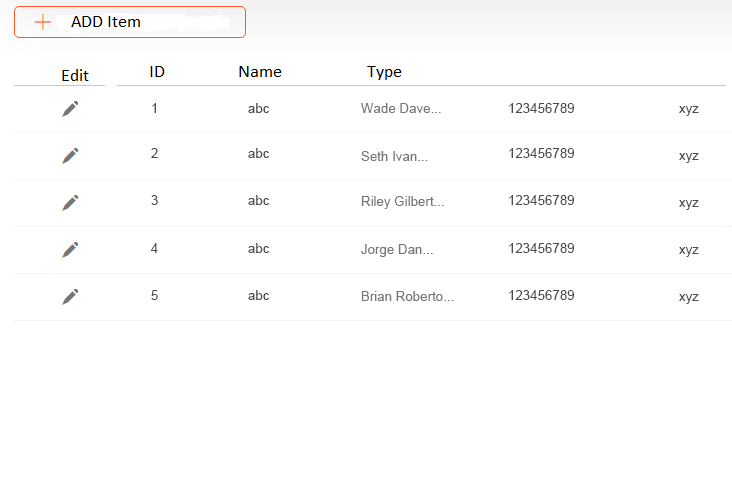 ADD Item
Edit ID Name Type
1 abc Wade Dave... 123456789 xyz
2 abc Seth Ivan... 123456789 xyz
3 abc Riley Gilbert... 123456789 xyz
4 abc Jorge Dan... 123456789 xyz
5 abc Brian Roberto... 123456789 xyz